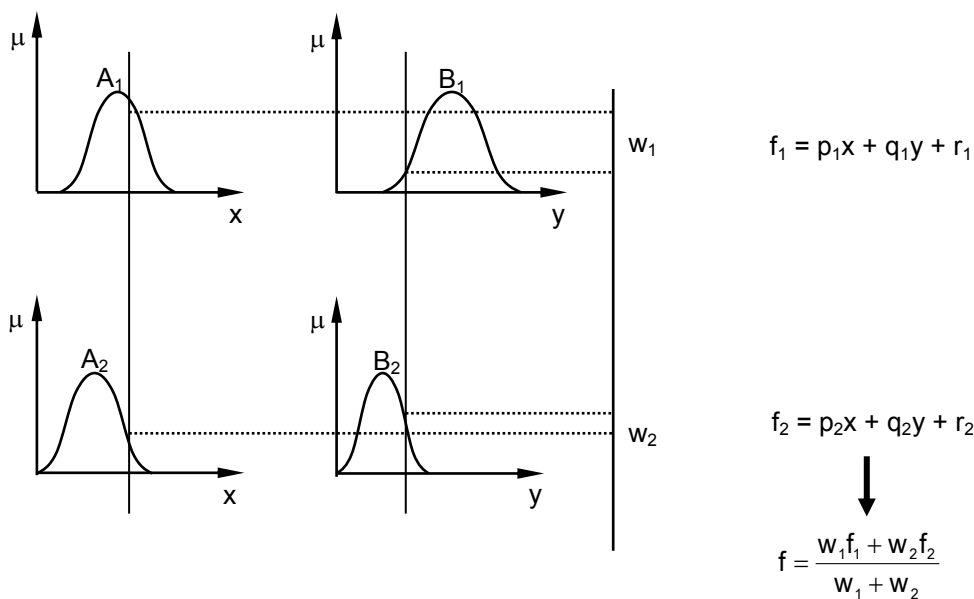 μ
A₁
x
μ
B₁
y
w₁
f₁ = p₁x + q₁y + r₁
μ
A₂
x
μ
B₂
y
w₂
f₂ = p₂x + q₂y + r₂
f = (w₁f₁ + w₂f₂) / (w₁ + w₂)